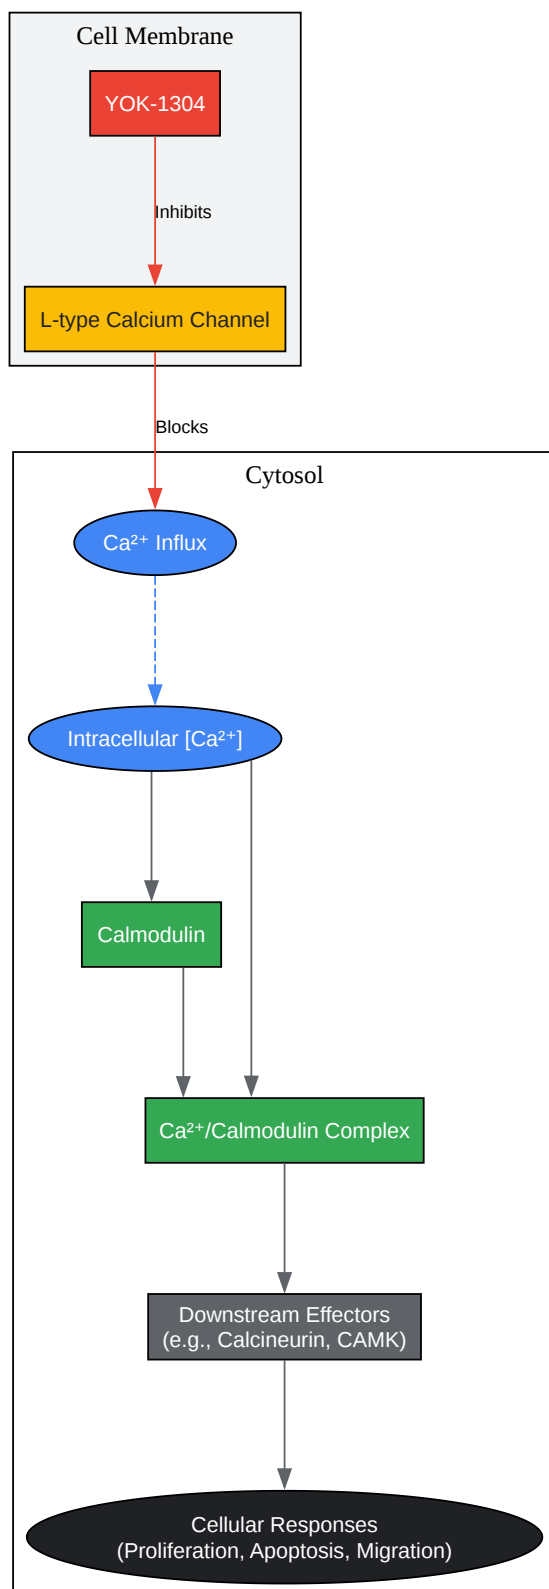 Cell Membrane
YOK-1304
Inhibits
L-type Calcium Channel
Blocks
Cytosol
Ca²⁺ Influx
Intracellular [Ca²⁺]
Calmodulin
Ca²⁺/Calmodulin Complex
Downstream Effectors
(e.g., Calcineurin, CAMK)
Cellular Responses
(Proliferation, Apoptosis, Migration)